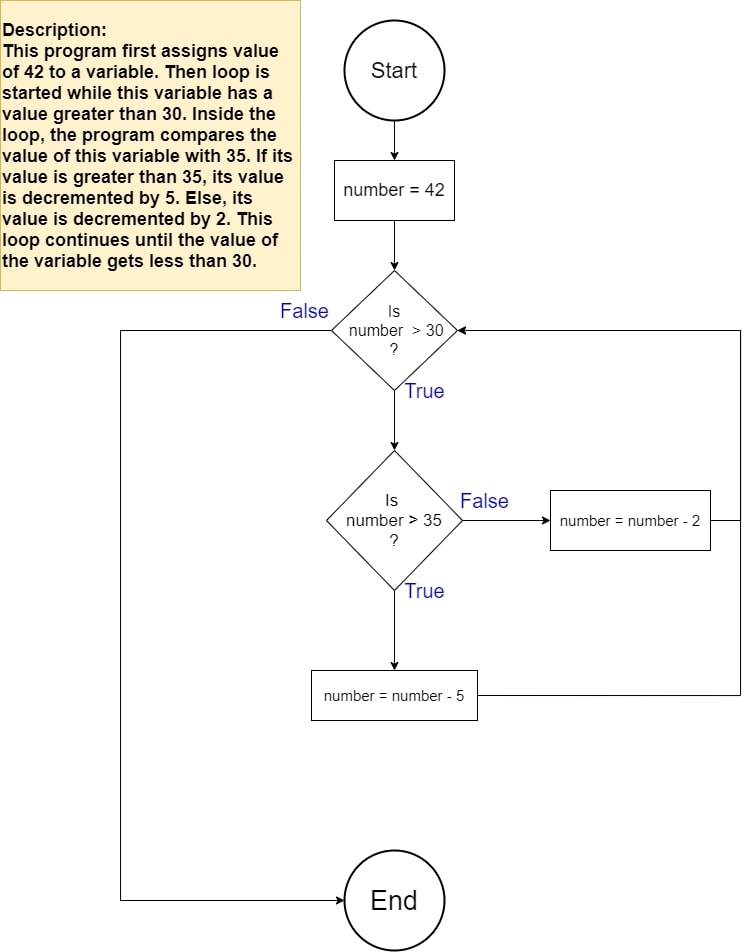 Description:
This program first assigns value
of 42 to a variable. Then loop is
started while this variable has a
value greater than 30. Inside the
loop, the program compares the
value of this variable with 35. If its
value is greater than 35, its value
is decremented by 5. Else, its
value is decremented by 2. This
loop continues until the value of
the variable gets less than 30.
Start
number = 42
False
Is
number > 30
?
True
Is
number > 35
?
False
number = number - 2
True
number = number - 5
End